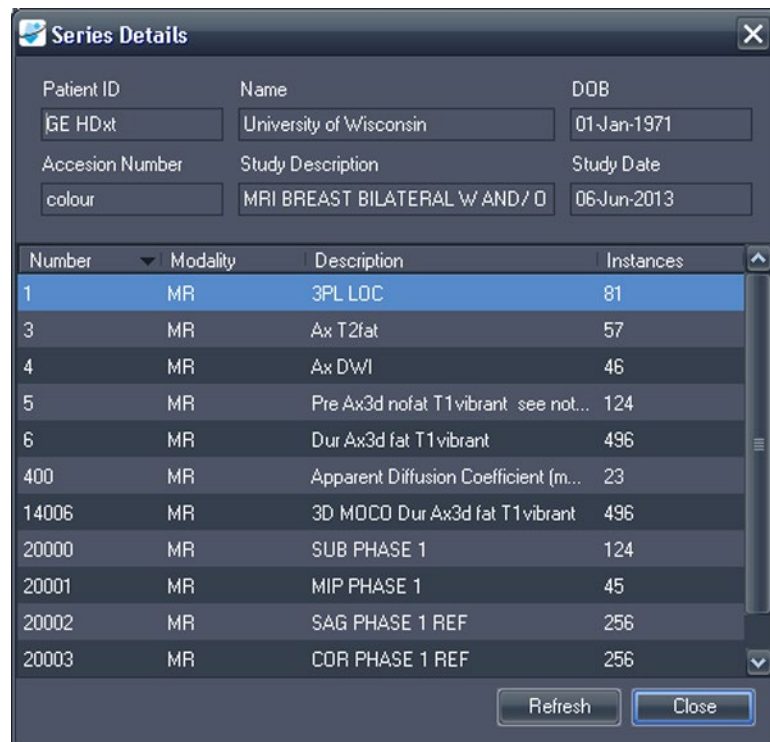 Series Details
Patient ID Name DOB
GE HDxt University of Wisconsin 01-Jan-1971
Accesion Number Study Description Study Date
colour MRI BREAST BILATERAL W AND/ O 06-Jun-2013
Number Modality Description Instances
1 MR 3PL LOC 81
3 MR Ax T2fat 57
4 MR Ax DWI 46
5 MR Pre Ax3d nofat T1vibrant see not... 124
6 MR Dur Ax3d fat T1vibrant 496
400 MR Apparent Diffusion Coefficient (m... 23
14006 MR 3D MOCO Dur Ax3d fat T1vibrant 496
20000 MR SUB PHASE 1 124
20001 MR MIP PHASE 1 45
20002 MR SAG PHASE 1 REF 256
20003 MR COR PHASE 1 REF 256
Refresh Close